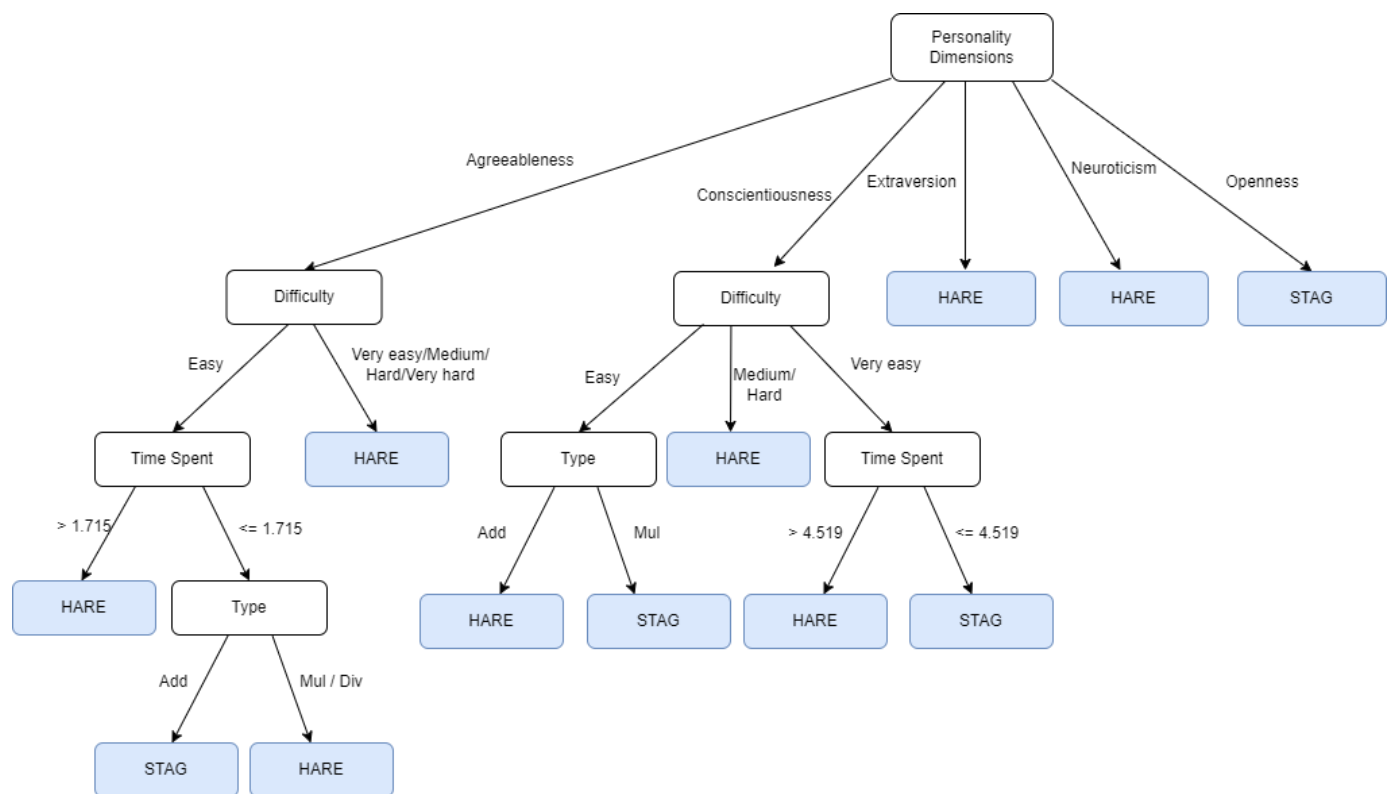 Personality
Dimensions
Agreeableness
Conscientiousness
Extraversion
Neuroticism
Openness
Difficulty
Difficulty
HARE
HARE
STAG
Easy
Very easy/Medium/
Hard/Very hard
Easy
Medium/
Hard
Very easy
Time Spent
HARE
Type
HARE
Time Spent
> 1.715
<= 1.715
Add
Mul
> 4.519
<= 4.519
HARE
Type
HARE
STAG
HARE
STAG
Add
Mul / Div
STAG
HARE